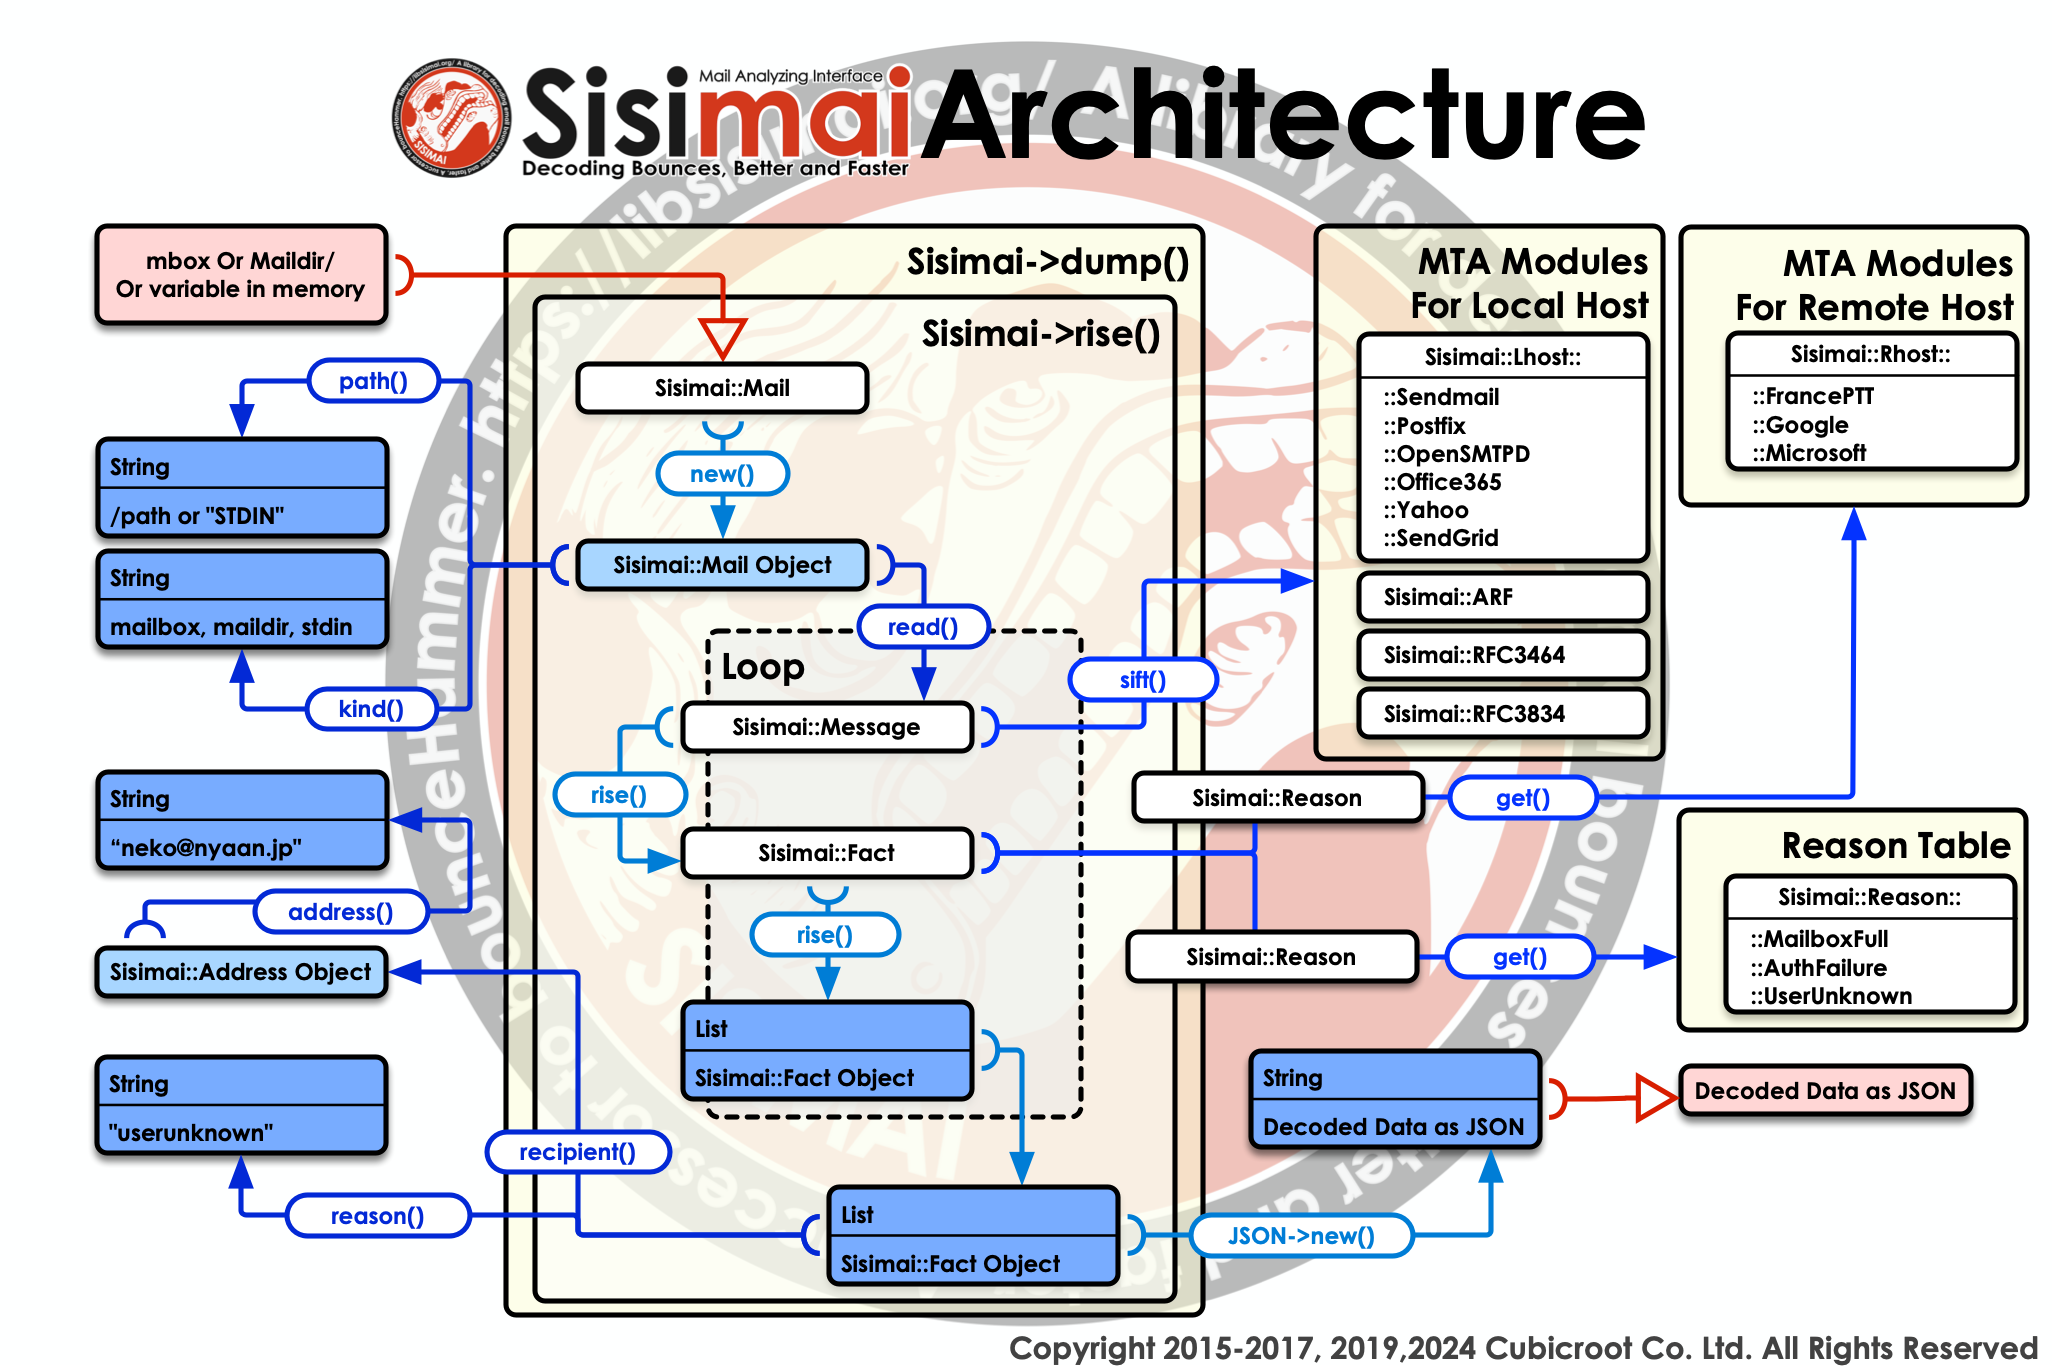 Mail Analyzing Interface
Sisimai Architecture
Decoding Bounces, Better and Faster
mbox Or Maildir/
Or variable in memory
path()
String
/path or "STDIN"
String
mailbox, maildir, stdin
kind()
String
“neko@nyaan.jp"
address()
Sisimai::Address Object
String
"userunknown"
reason()
recipient()
Sisimai->dump()
Sisimai->rise()
Sisimai::Mail
new()
Sisimai::Mail Object
read()
Loop
Sisimai::Message
sift()
rise()
Sisimai::Fact
rise()
List
Sisimai::Fact Object
List
Sisimai::Fact Object
JSON->new()
MTA Modules
For Local Host
Sisimai::Lhost::
::Sendmail
::Postfix
::OpenSMTPD
::Office365
::Yahoo
::SendGrid
Sisimai::ARF
Sisimai::RFC3464
Sisimai::RFC3834
MTA Modules
For Remote Host
Sisimai::Rhost::
::FrancePTT
::Google
::Microsoft
Sisimai::Reason
get()
Sisimai::Reason
get()
Reason Table
Sisimai::Reason::
::MailboxFull
::AuthFailure
::UserUnknown
String
Decoded Data as JSON
Decoded Data as JSON
Copyright 2015-2017, 2019,2024 Cubicroot Co. Ltd. All Rights Reserved